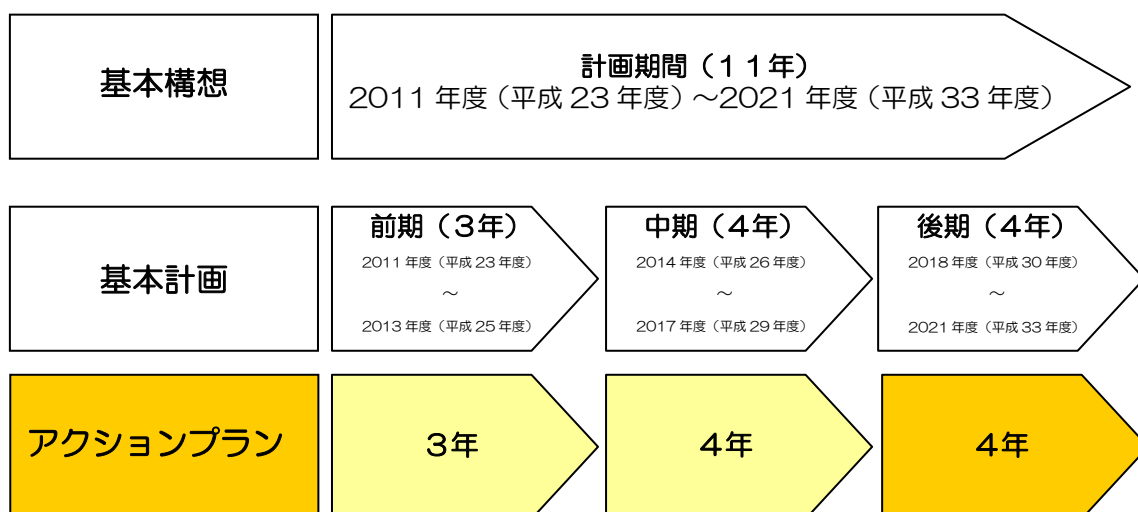 基本構想
計画期間（１１年）
2011 年度（平成 23 年度）～2021 年度（平成 33 年度）
基本計画
前期（３年）
2011 年度（平成 23 年度）
～
2013 年度（平成 25 年度）
中期（４年）
2014 年度（平成 26 年度）
～
2017 年度（平成 29 年度）
後期（４年）
2018 年度（平成 30 年度）
～
2021 年度（平成 33 年度）
アクションプラン
３年
４年
４年